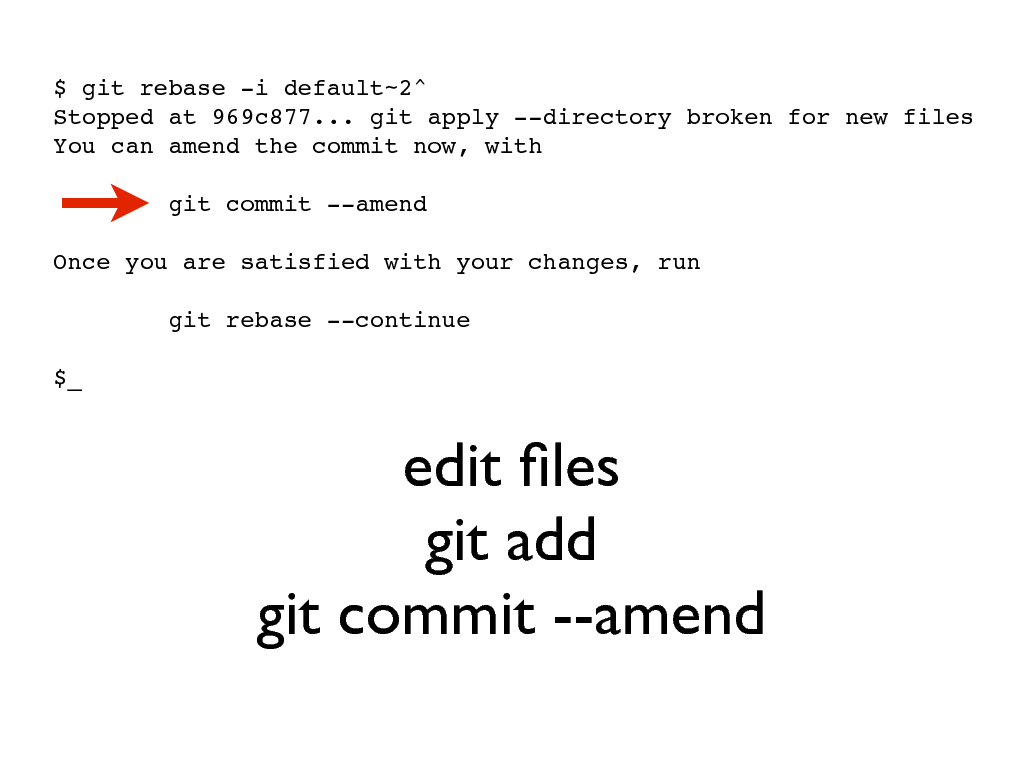 $ git rebase -i default~2^
Stopped at 969c877... git apply --directory broken for new files
You can amend the commit now, with
git commit --amend
Once you are satisfied with your changes, run
git rebase --continue
$_
edit files
git add
git commit --amend